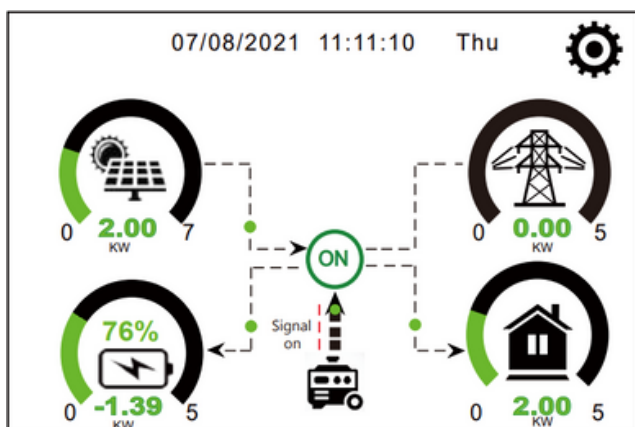 07/08/2021 11:11:10 Thu
0 2.00 7
KW
0 0.00 5
KW
ON
Signal
on
76%
0 -1.39 5
KW
0 2.00 5
KW